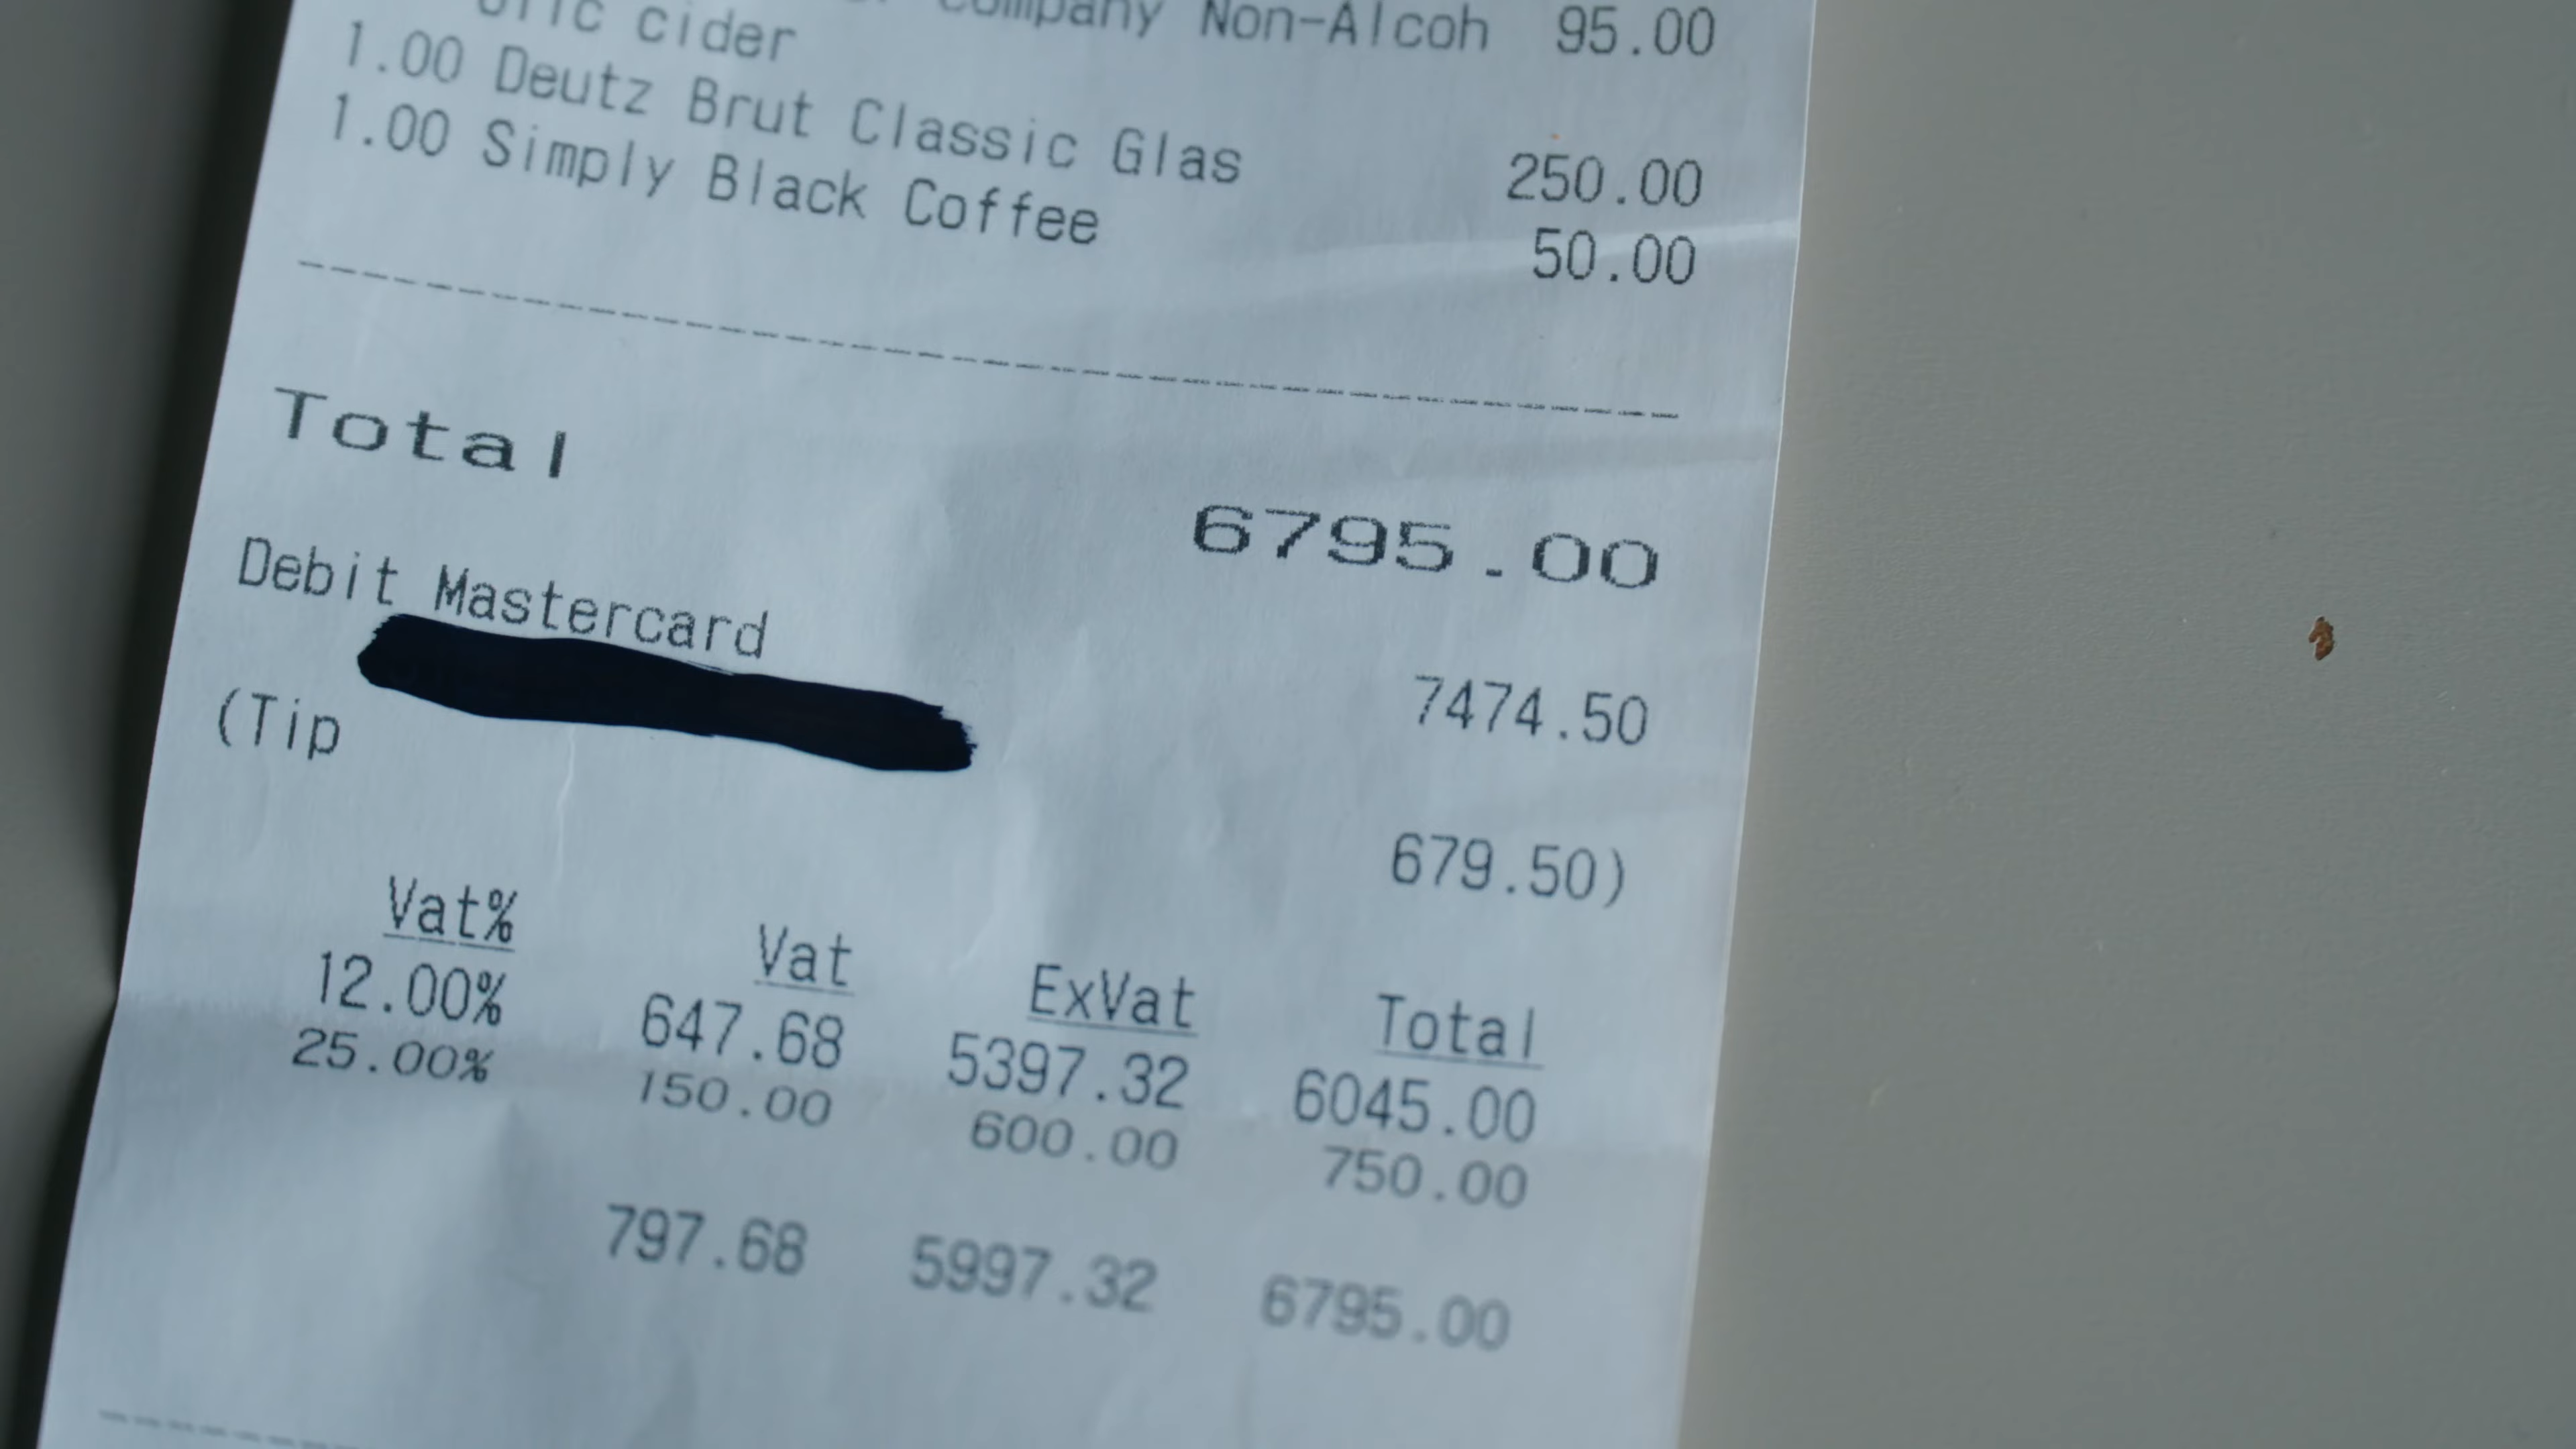 Company Non-Alcoh 95.00
cider
1.00 Deutz Brut Classic Glas 250.00
1.00 Simply Black Coffee 50.00
Total 6795.00
Debit Mastercard 7474.50
(Tip 679.50)
Vat% Vat ExVat Total
12.00% 647.68 5397.32 6045.00
25.00% 150.00 600.00 750.00
797.68 5997.32 6795.00